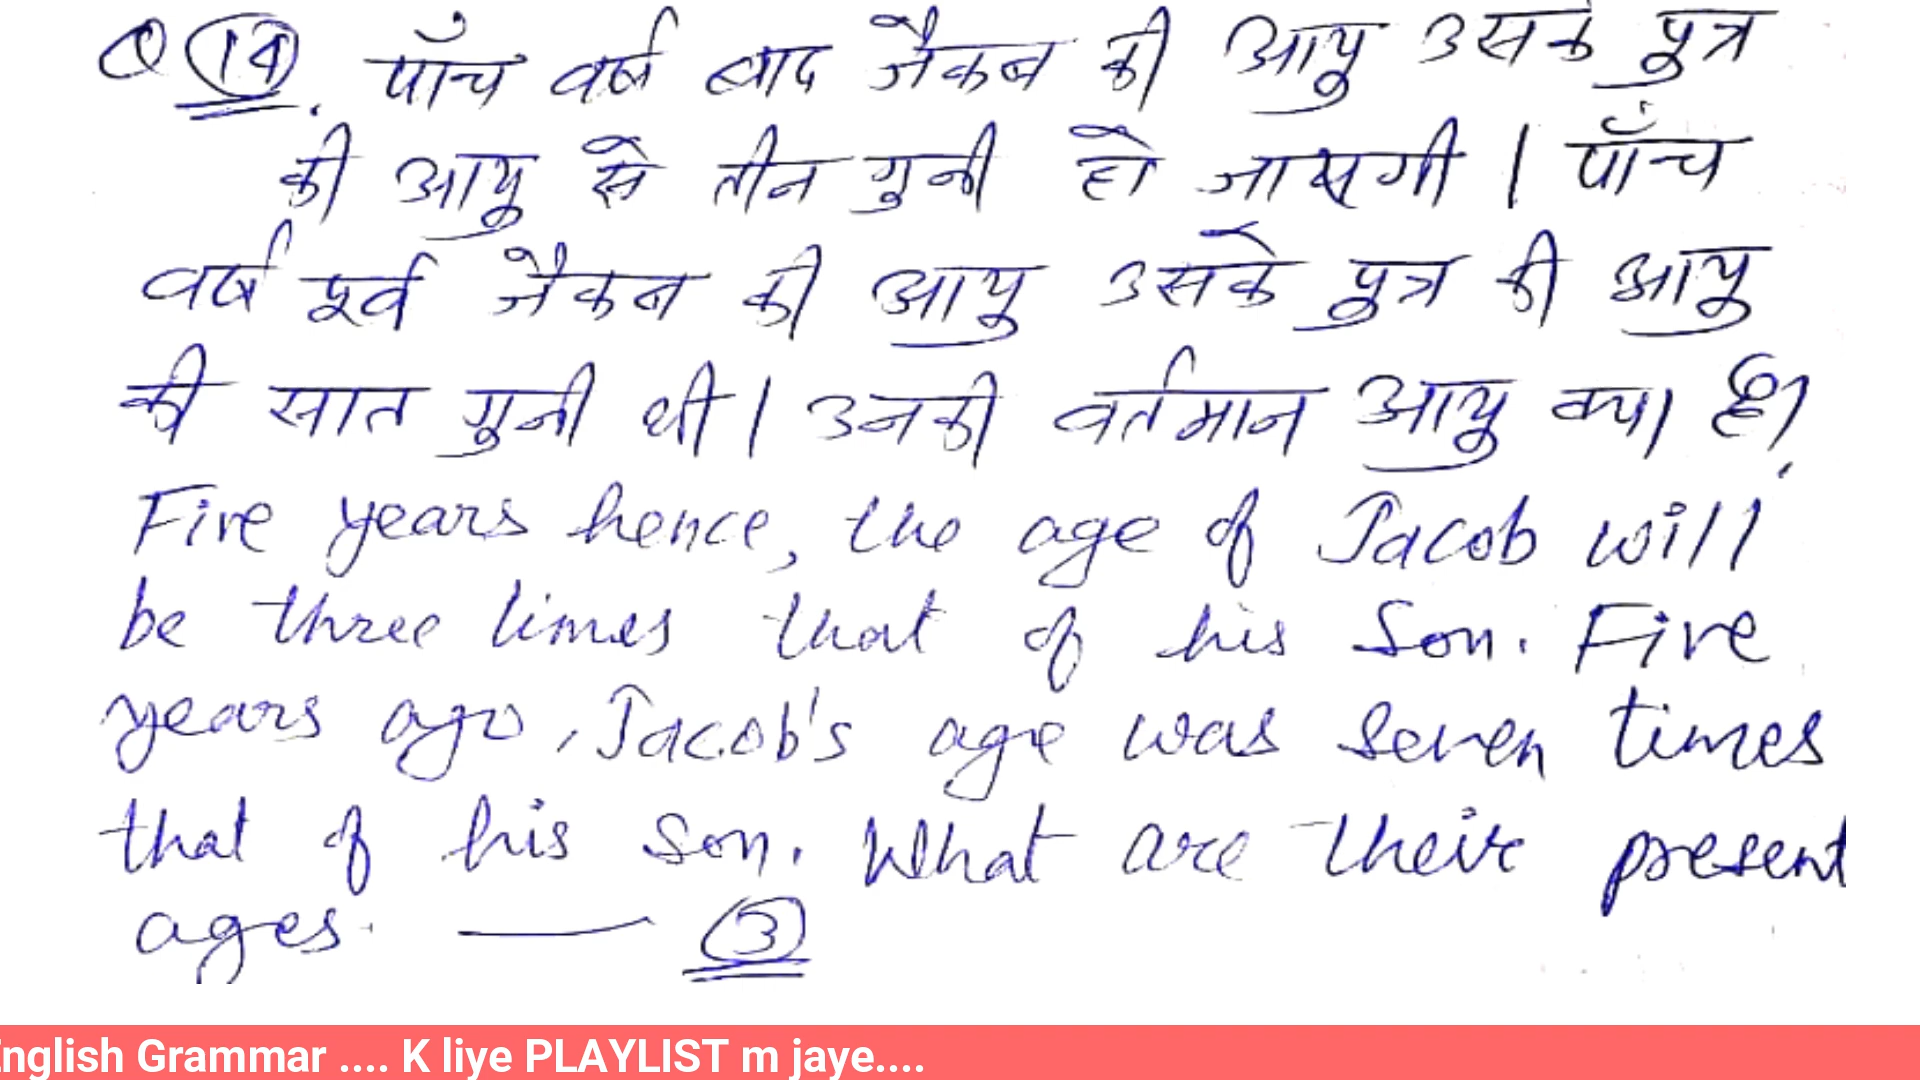 Q 14. पाँच वर्ष बाद जैकब की आयु उसके पुत्र
की आयु से तीन गुनी हो जाएगी । पाँच
वर्ष पूर्व जैकब की आयु उसके पुत्र की आयु
की सात गुनी थी । उनकी वर्तमान आयु क्या है।
Five years hence, the age of Jacob will
be three times that of his Son. Five
years ago, Jacob's age was seven times
that of his Son. What are their present
ages. — 3
nglish Grammar .... K liye PLAYLIST m jaye....